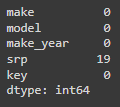 make 0
model 0
make_year 0
srp 19
key 0
dtype: int64